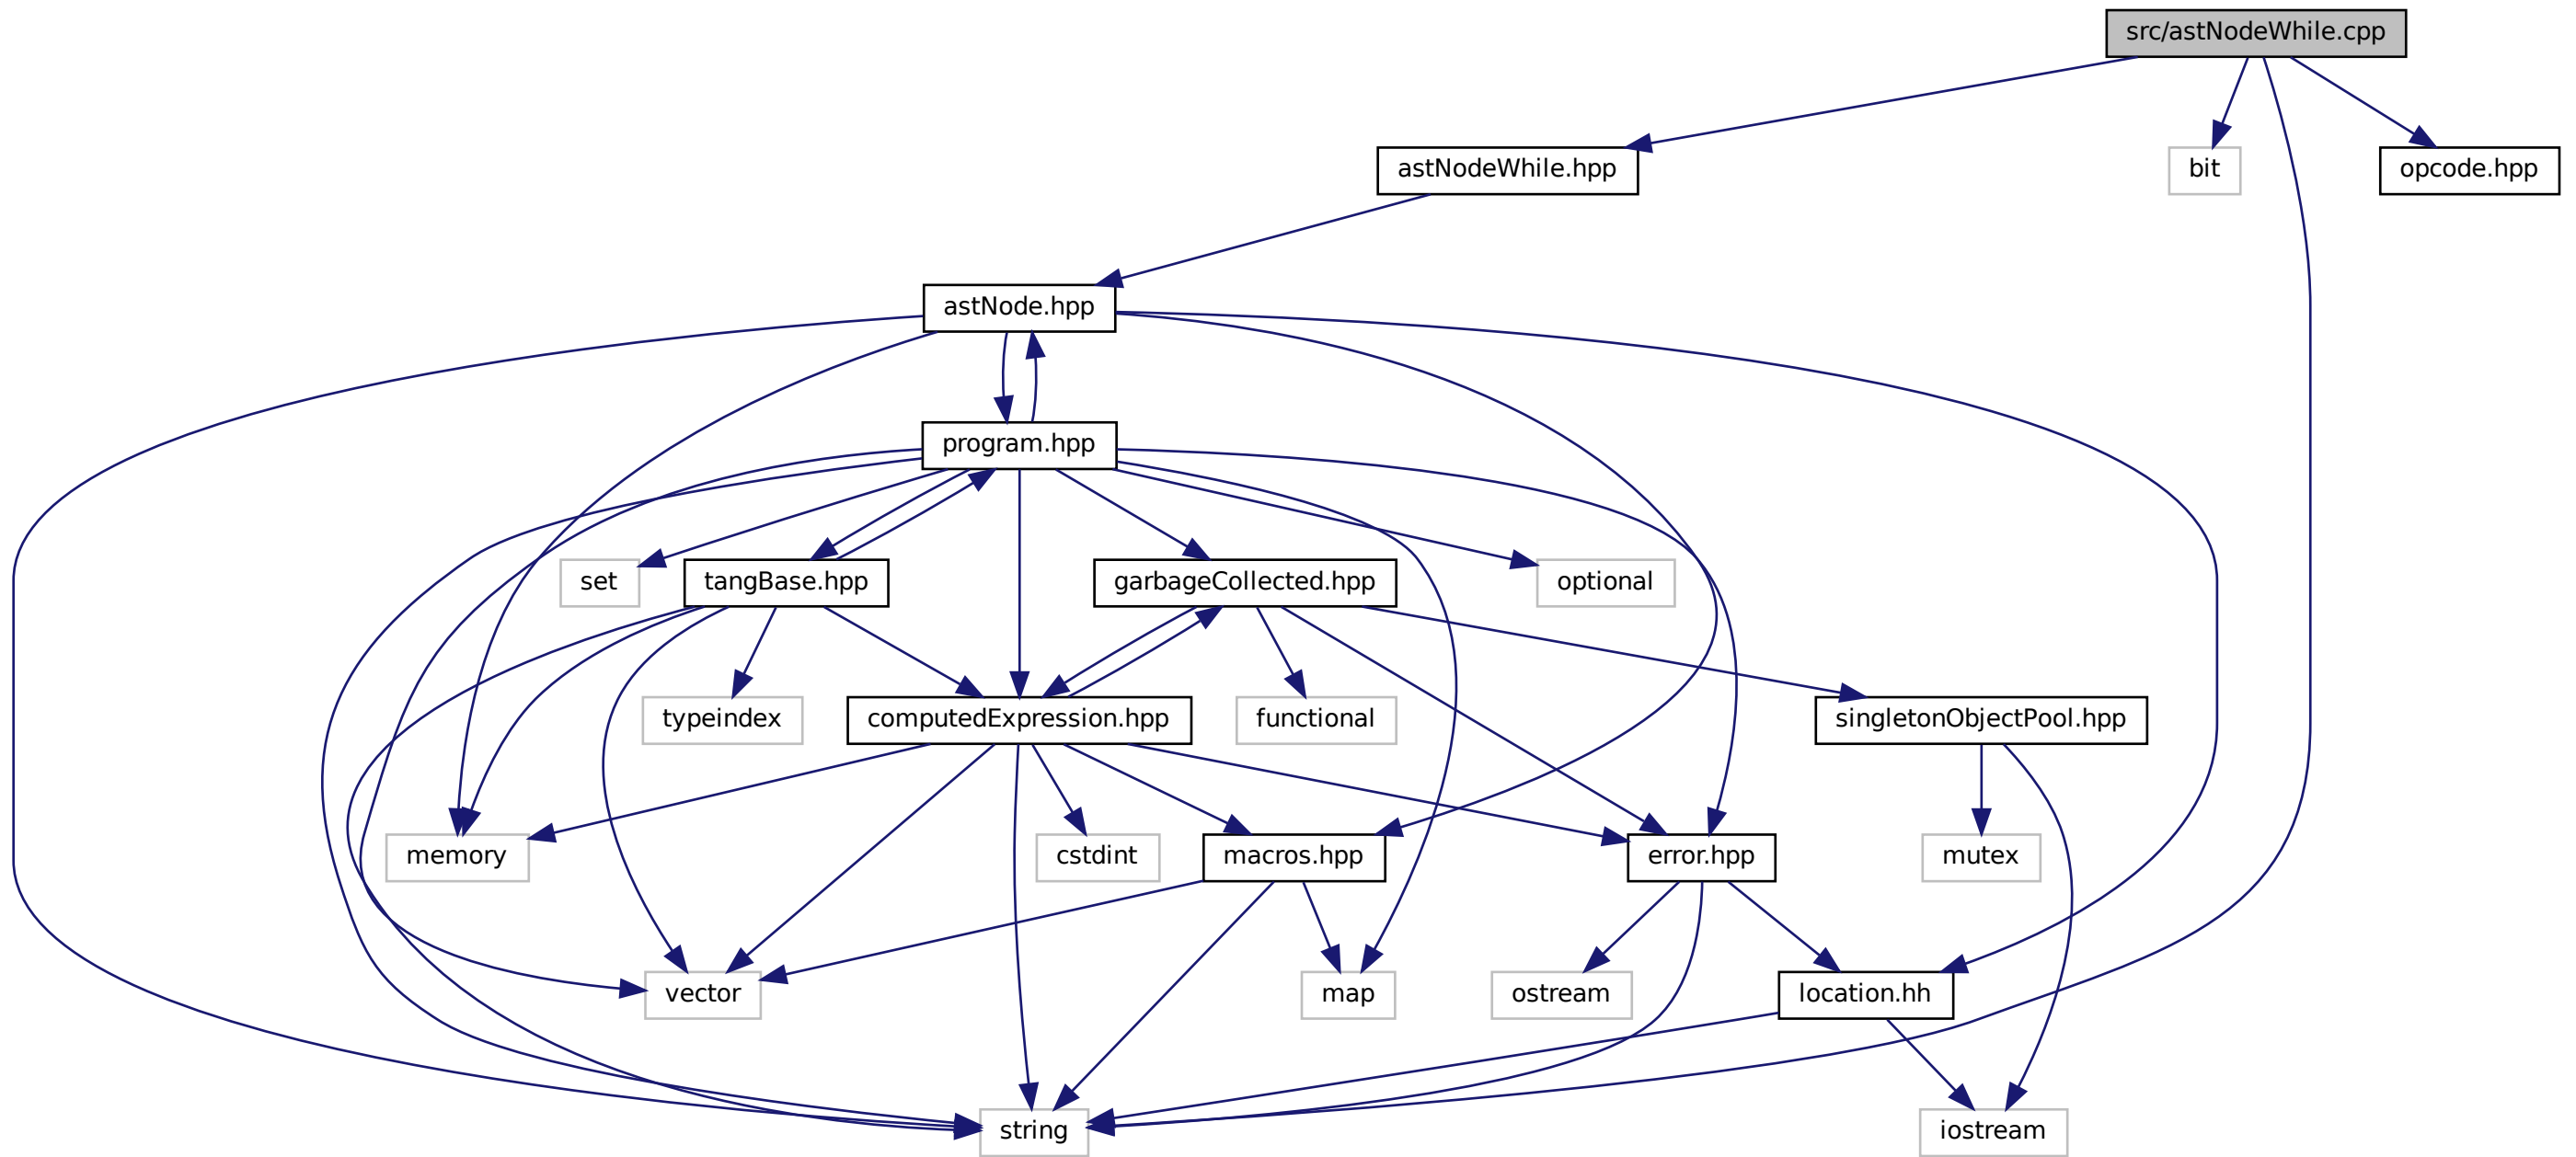 src/astNodeWhile.cpp
astNodeWhile.hpp
bit
opcode.hpp
astNode.hpp
program.hpp
set
tangBase.hpp
garbageCollected.hpp
optional
typeindex
computedExpression.hpp
functional
singletonObjectPool.hpp
memory
cstdint
macros.hpp
error.hpp
mutex
vector
map
ostream
location.hh
string
iostream